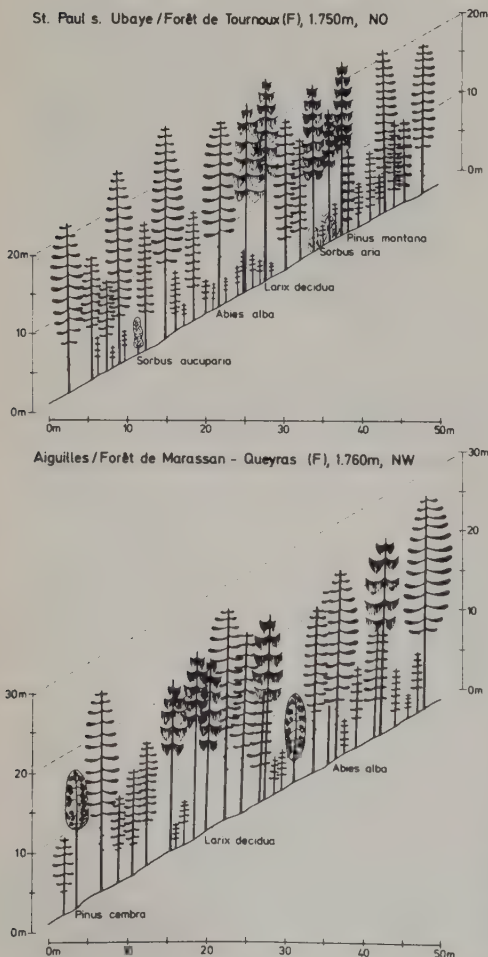 St. Paul s. Ubaye / Forêt de Tournoux (F), 1.750m, NO
20m
10
0m
20m
10
0m
Pinus montana
Sorbus aria
Larix decidua
Abies alba
Sorbus aucuparia
0m 10 20 30 40 50m
Aiguilles / Forêt de Marassan - Queyras (F), 1.760m, NW
30m
20
10
0m
30m
20
10
0m
Abies alba
Larix decidua
Pinus cembra
0m 10 20 30 40 50m